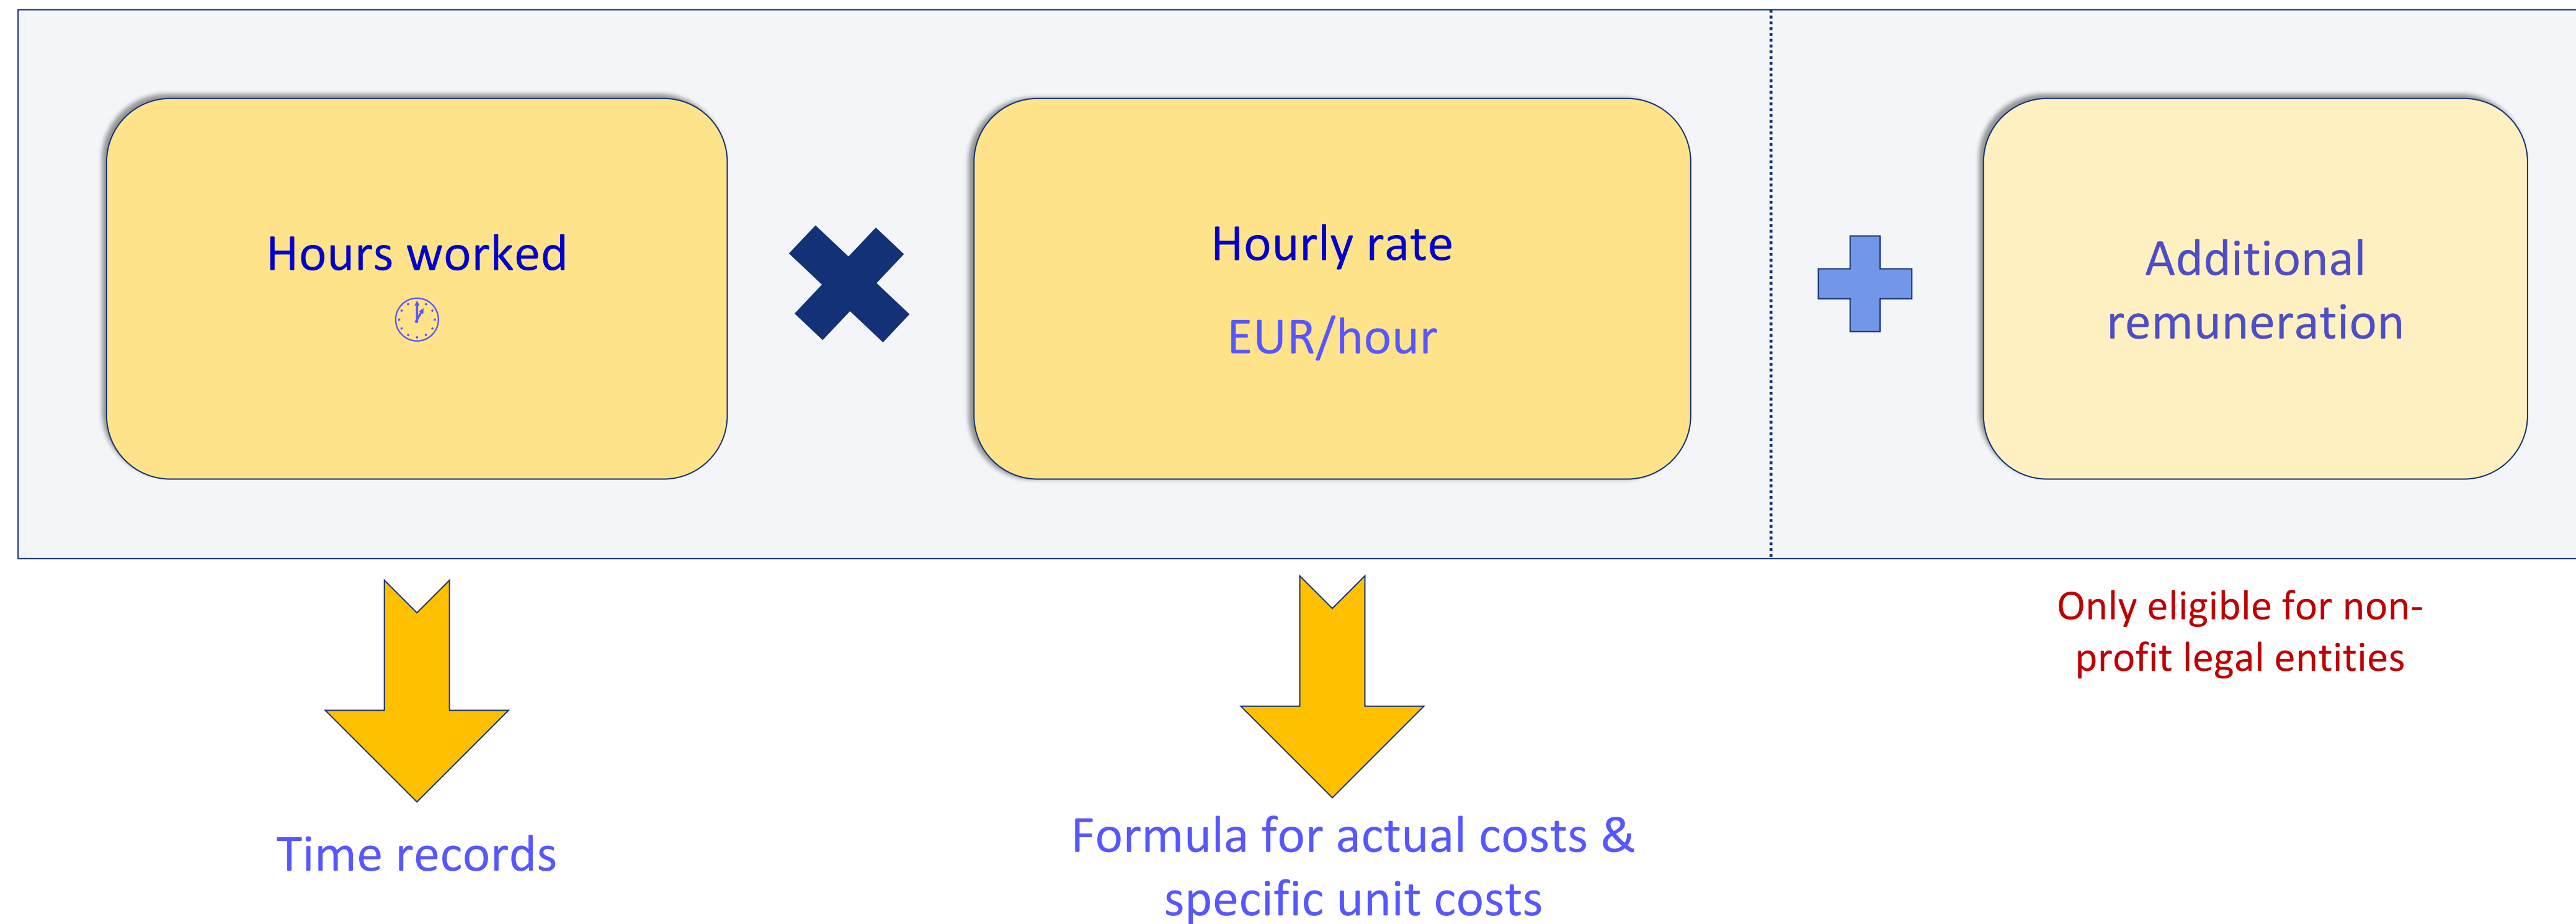 Hours worked
Hourly rate
EUR/hour
Additional
remuneration
Only eligible for non-
profit legal entities
Time records
Formula for actual costs &
specific unit costs